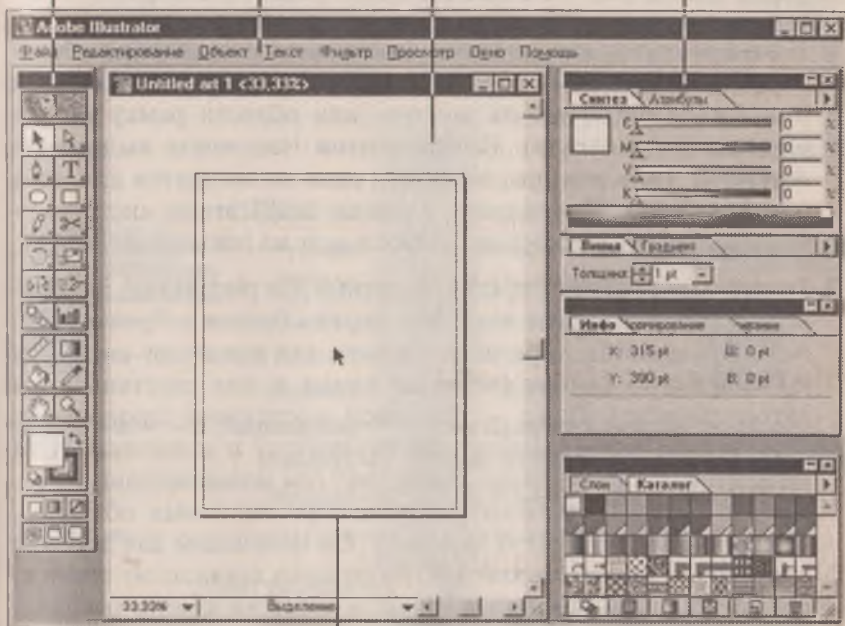 Adobe Illustrator
Файл Редактирование Объект Текст Фильтр Просмотр Окно Помощь
Untitled art 1 <33,33%>
Синтез Атрибуты
C 0 %
M 0 %
Y 0 %
K 0 %
T
Линия Градиент
Толщина 1 pt
Инфо
X: 315 pt Ш: 0 pt
Y: 300 pt В: 0 pt
Слои Каталог
33.33% Выделение